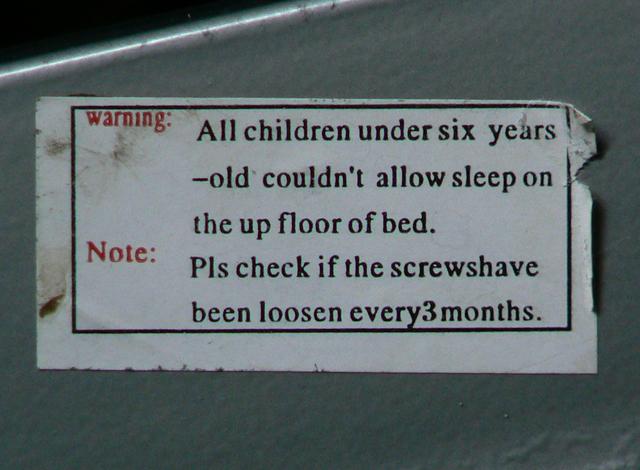 warning: All children under six years
-old couldn't allow sleep on
the up floor of bed.
Note: Pls check if the screwshave
been loosen every3months.